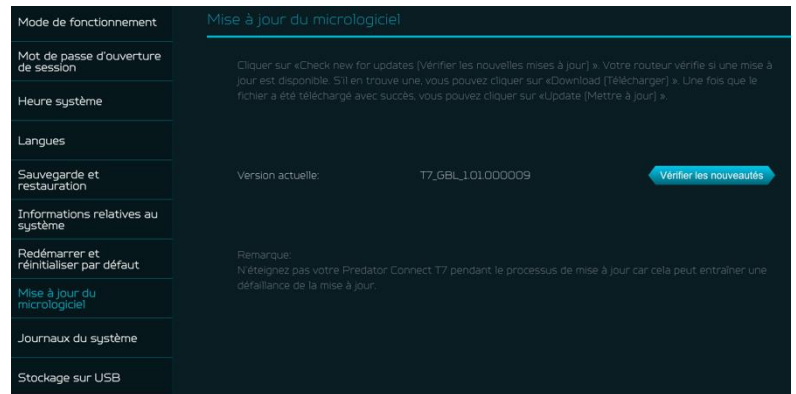 Mode de fonctionnement
Mot de passe d'ouverture
de session
Heure système
Langues
Sauvegarde et
restauration
Informations relatives au
système
Redémarrer et
réinitialiser par défaut
Mise à jour du
micrologiciel
Journaux du système
Stockage sur USB
Mise à jour du micrologiciel
Cliquer sur «Check new for updates (Vérifier les nouvelles mises à jour) ». Votre routeur vérifie si une mise à
jour est disponible. S'il en trouve une, vous pouvez cliquer sur «Download (Télécharger) ». Une fois que le
fichier a été téléchargé avec succès, vous pouvez cliquer sur «Update (Mettre à jour) ».
Version actuelle: T7_GBL_1.01.000009 Vérifier les nouveautés
Remarque:
N'éteignez pas votre Predator Connect T7 pendant le processus de mise à jour car cela peut entraîner une
défaillance de la mise à jour.